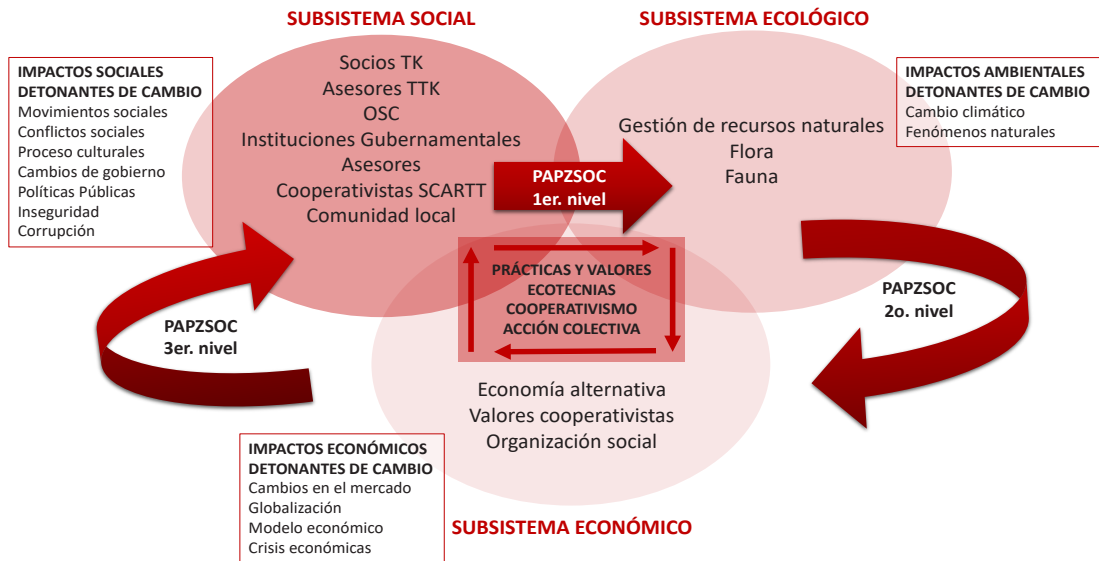 SUBSISTEMA SOCIAL
SUBSISTEMA ECOLÓGICO
IMPACTOS SOCIALES
DETONANTES DE CAMBIO
Movimientos sociales
Conflictos sociales
Proceso culturales
Cambios de gobierno
Políticas Públicas
Inseguridad
Corrupción
Socios TK
Asesores TTK
OSC
Instituciones Gubernamentales
Asesores
Cooperativistas SCARTT
Comunidad local
PAPZSOC
1er. nivel
Gestión de recursos naturales
Flora
Fauna
IMPACTOS AMBIENTALES
DETONANTES DE CAMBIO
Cambio climático
Fenómenos naturales
PRÁCTICAS Y VALORES
ECOTECNIAS
COOPERATIVISMO
ACCIÓN COLECTIVA
PAPZSOC
2o. nivel
PAPZSOC
3er. nivel
Economía alternativa
Valores cooperativistas
Organización social
IMPACTOS ECONÓMICOS
DETONANTES DE CAMBIO
Cambios en el mercado
Globalización
Modelo económico
Crisis económicas
SUBSISTEMA ECONÓMICO